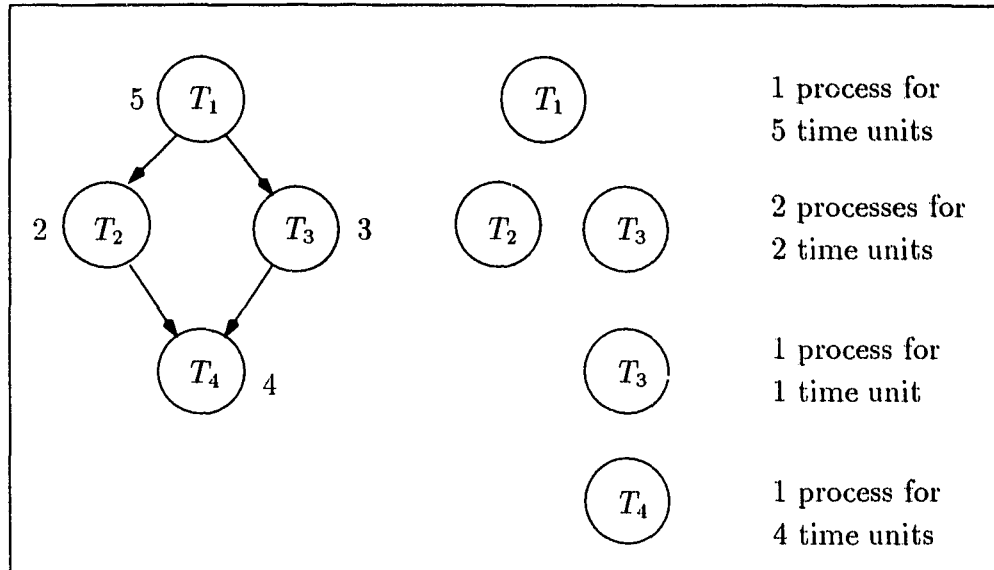 5 T₁ T₁ 1 process for
5 time units
2 T₂ T₃ 3 T₂ T₃ 2 processes for
2 time units
T₄ 4 T₃ 1 process for
1 time unit
T₄ 1 process for
4 time units